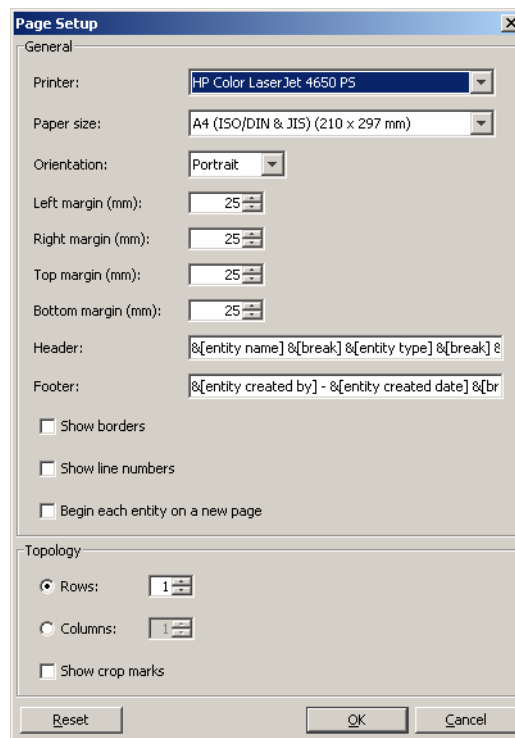 Page Setup
General
Printer: HP Color LaserJet 4650 PS
Paper size: A4 (ISO/DIN & JIS) (210 x 297 mm)
Orientation: Portrait
Left margin (mm): 25
Right margin (mm): 25
Top margin (mm): 25
Bottom margin (mm): 25
Header: &[entity name] &[break] &[entity type] &[break] &
Footer: &[entity created by] - &[entity created date] &[br
Show borders
Show line numbers
Begin each entity on a new page
Topology
Rows: 1
Columns: 1
Show crop marks
Reset OK Cancel